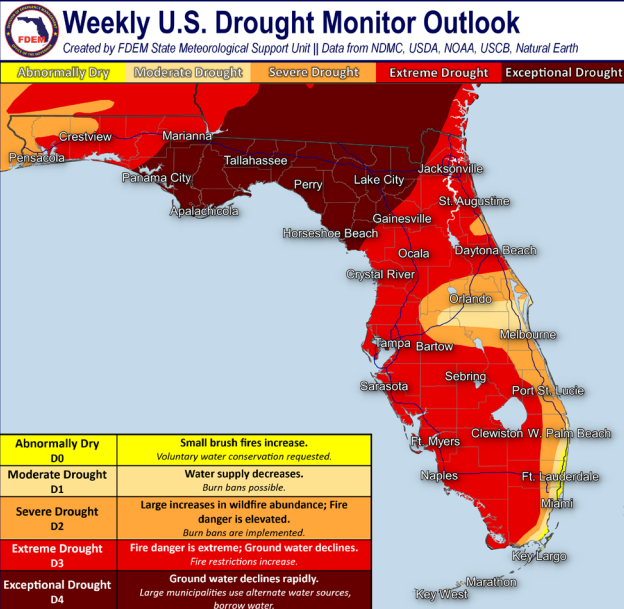 Weekly U.S. Drought Monitor Outlook
Created by FDEM State Meteorological Support Unit || Data from NDMC, USDA, NOAA, USCB, Natural Earth
FDEM
Abnormally Dry
Moderate Drought
Severe Drought
Extreme Drought
Exceptional Drought
Crestview
Marianna
Pensacola
Tallahassee
Jacksonville
Panama City
Perry
Lake City
St. Augustine
Apalachicola
Gainesville
Horseshoe Beach
Ocala
Daytona Beach
Crystal River
Orlando
Melbourne
Tampa
Bartow
Sebring
Sarasota
Port St. Lucie
Clewiston
W. Palm Beach
Ft. Myers
Naples
Ft. Lauderdale
Miami
Key Largo
Marathon
Key West
Abnormally Dry
D0
Small brush fires increase.
Voluntary water conservation requested.
Moderate Drought
D1
Water supply decreases.
Burn bans possible.
Severe Drought
D2
Large increases in wildfire abundance; Fire
danger is elevated.
Burn bans are implemented.
Extreme Drought
D3
Fire danger is extreme; Ground water declines.
Fire restrictions increase.
Exceptional Drought
D4
Ground water declines rapidly.
Large municipalities use alternate water sources,
borrow water.